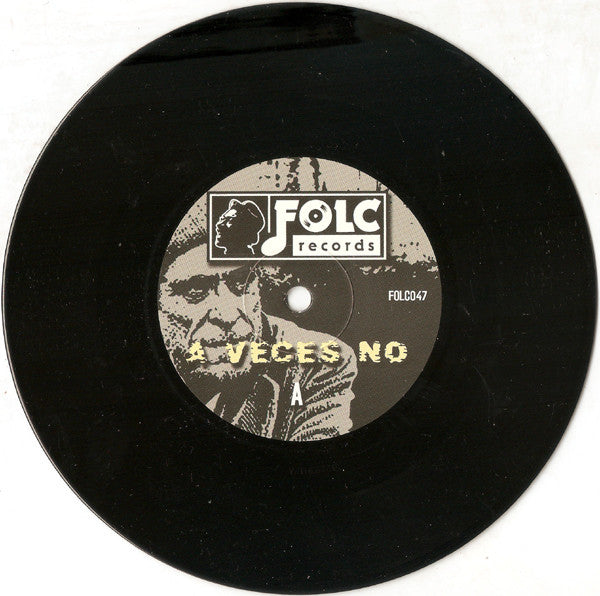 FOLC
records
FOLC047
A VECES NO
A